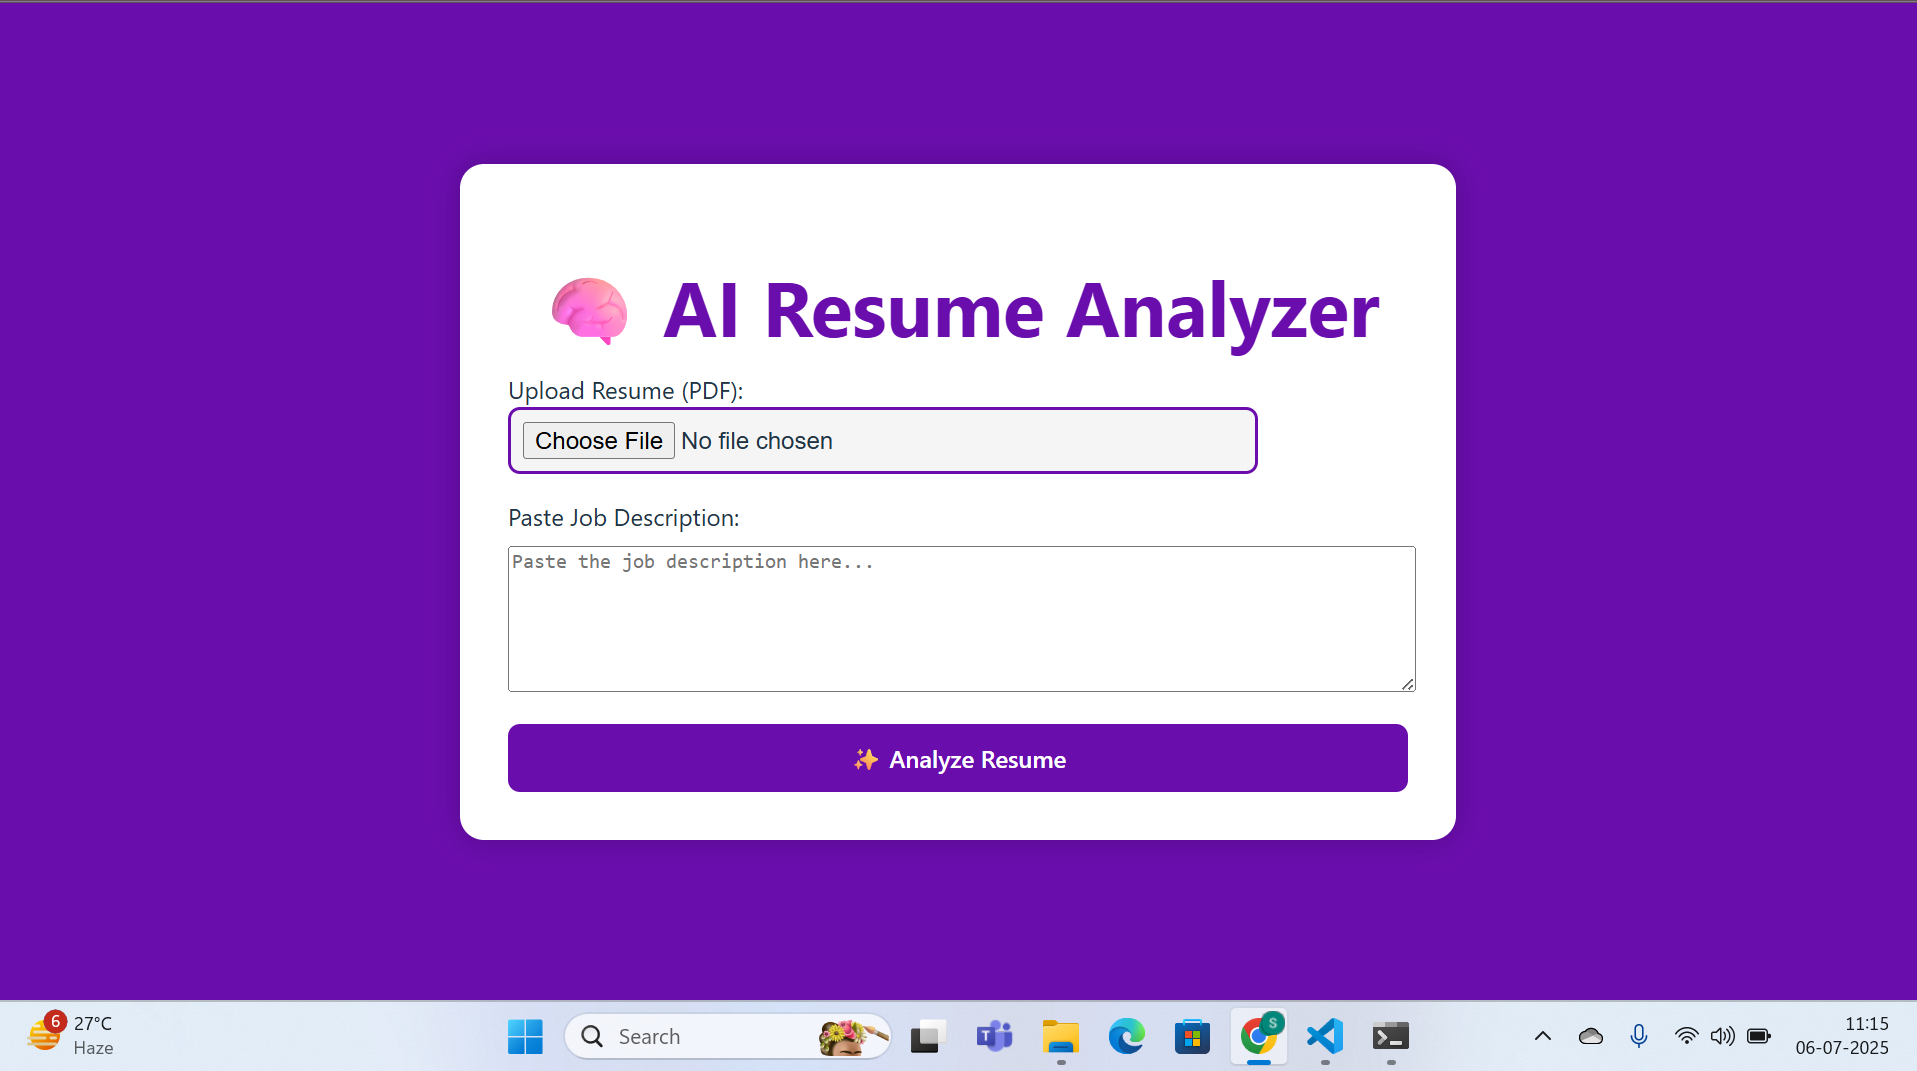 AI Resume Analyzer
Upload Resume (PDF):
Choose File No file chosen
Paste Job Description:
Paste the job description here...
✨ Analyze Resume
6
27°C
Haze
Search
T
S
11:15
06-07-2025